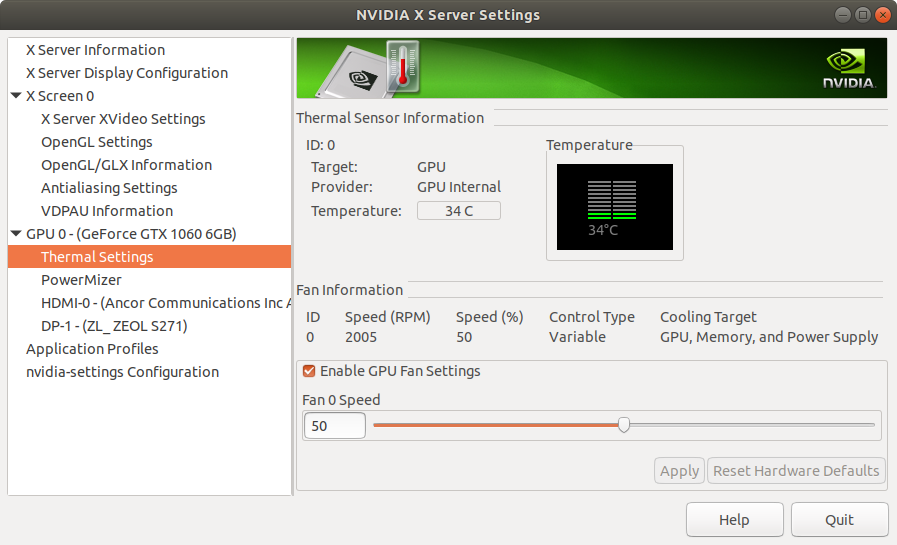 NVIDIA X Server Settings
X Server Information
X Server Display Configuration
X Screen 0
X Server XVideo Settings
OpenGL Settings
OpenGL/GLX Information
Antialiasing Settings
VDPAU Information
GPU 0 - (GeForce GTX 1060 6GB)
Thermal Settings
PowerMizer
HDMI-0 - (Ancor Communications Inc A
DP-1 - (ZL_ ZEOL S271)
Application Profiles
nvidia-settings Configuration
NVIDIA.
Thermal Sensor Information
ID: 0
Target: GPU
Provider: GPU Internal
Temperature: 34 C
Temperature
34°C
Fan Information
ID Speed (RPM) Speed (%) Control Type Cooling Target
0 2005 50 Variable GPU, Memory, and Power Supply
Enable GPU Fan Settings
Fan 0 Speed
50
Apply Reset Hardware Defaults
Help Quit